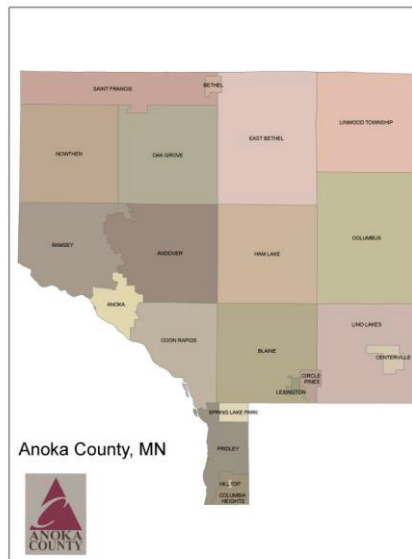 SAINT FRANCIS
BETHEL
NOWTHEN
OAK GROVE
EAST BETHEL
LINWOOD TOWNSHIP
RAMSEY
ANDOVER
HAM LAKE
COLUMBUS
ANOKA
COON RAPIDS
BLAINE
LINO LAKES
CENTERVILLE
CIRCLE
PINES
LEXINGTON
SPRING LAKE PARK
FRIDLEY
HILLTOP
COLUMBIA
HEIGHTS
Anoka County, MN
ANOKA
COUNTY